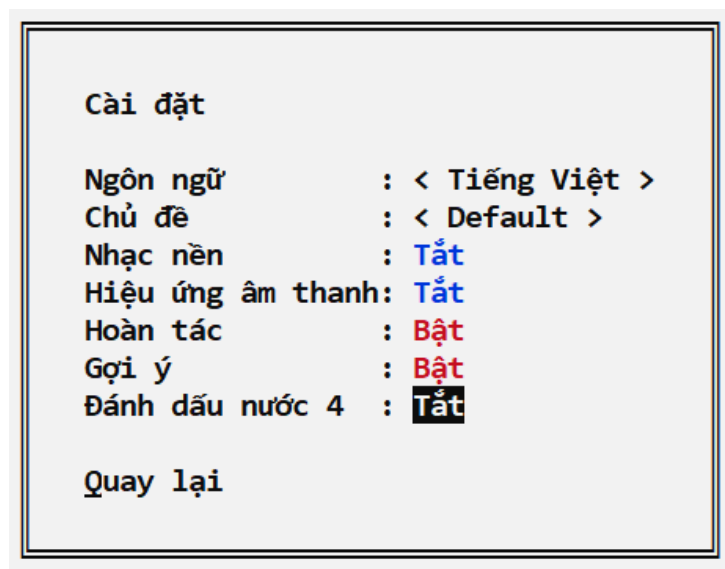 Cài đặt
Ngôn ngữ : < Tiếng Việt >
Chủ đề : < Default >
Nhạc nền : Tắt
Hiệu ứng âm thanh: Tắt
Hoàn tác : Bật
Gợi ý : Bật
Đánh dấu nước 4 : Tắt
Quay lại